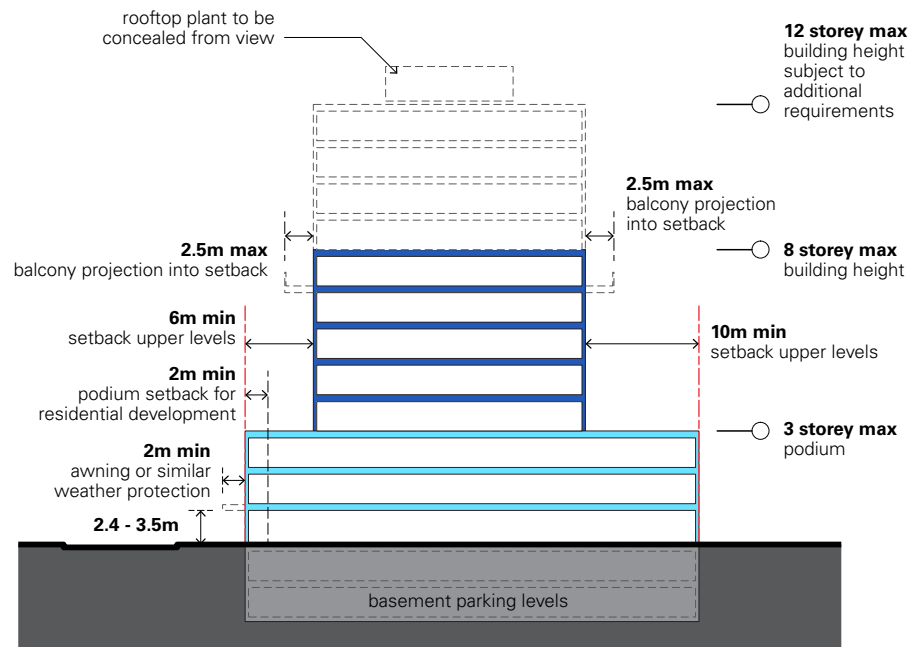 rooftop plant to be
concealed from view
12 storey max
building height
subject to
additional
requirements
2.5m max
balcony projection
into setback
2.5m max
balcony projection into setback
8 storey max
building height
6m min
setback upper levels
10m min
setback upper levels
2m min
podium setback for
residential development
3 storey max
podium
2m min
awning or similar
weather protection
2.4 - 3.5m
basement parking levels